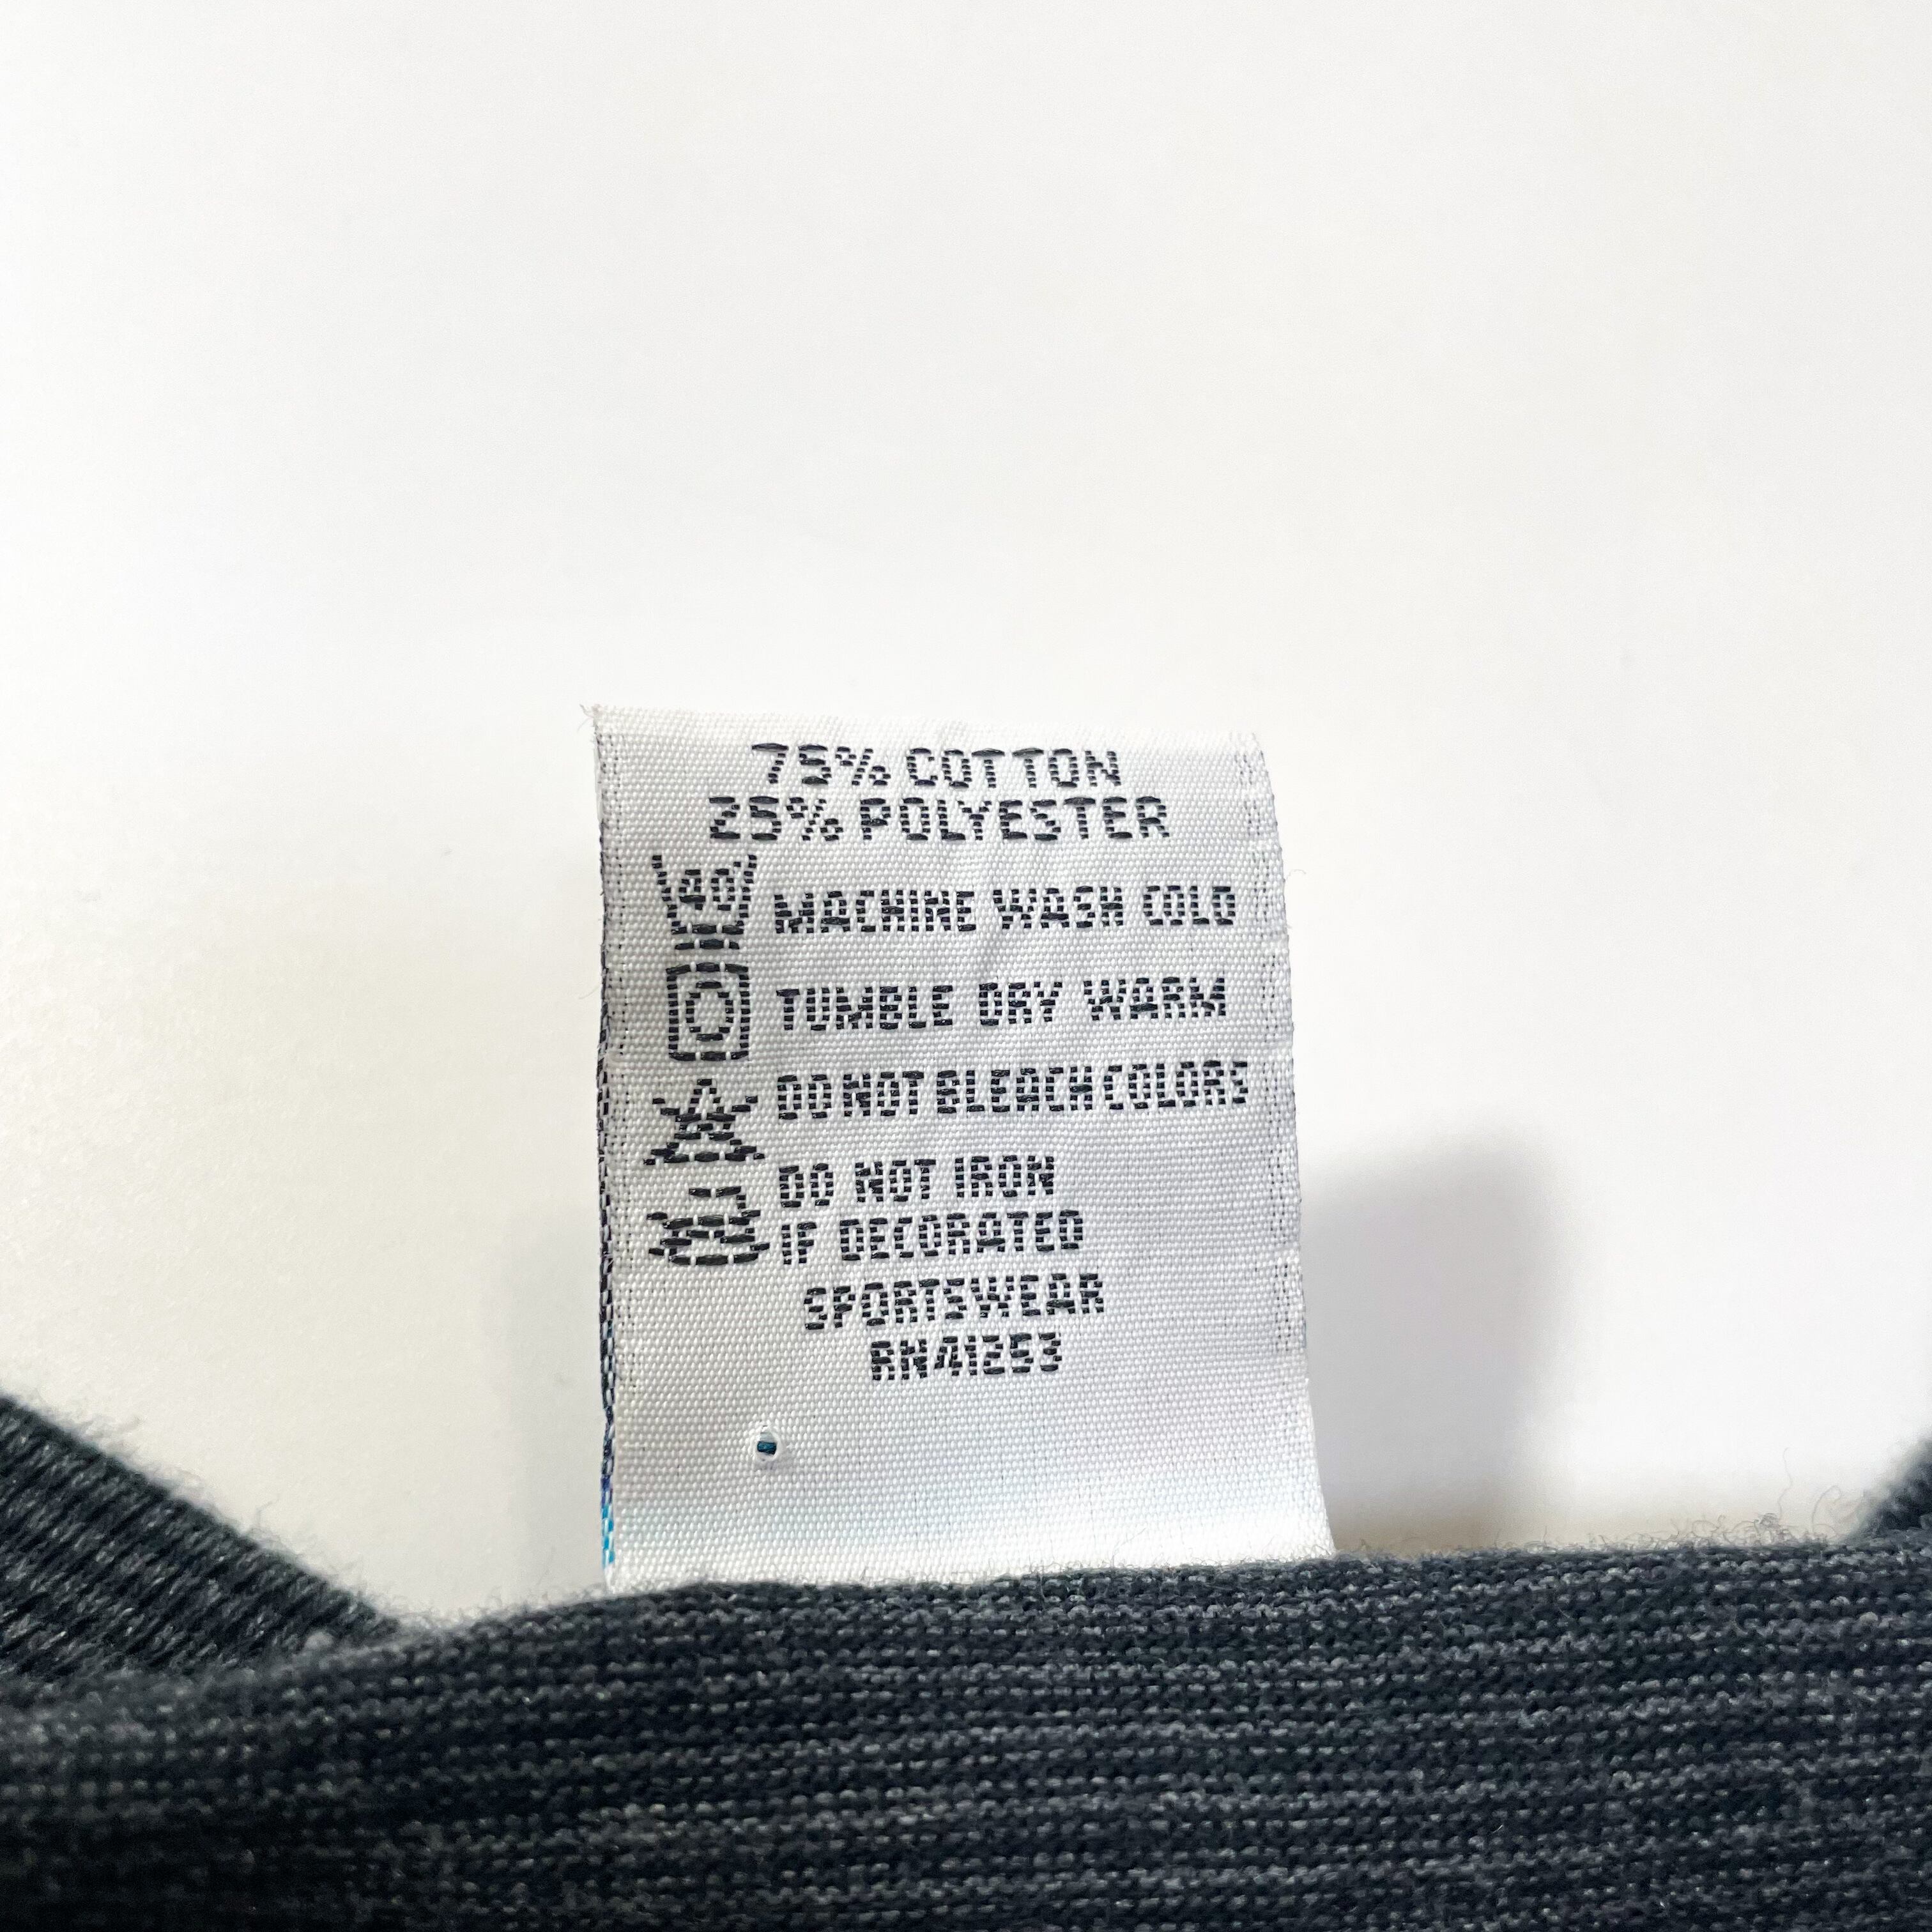 75% COTTON
25% POLYESTER
40 MACHINE WASH COLD
TUMBLE DRY WARM
DO NOT BLEACH COLORS
DO NOT IRON
IF DECORATED
SPORTSWEAR
RN41253